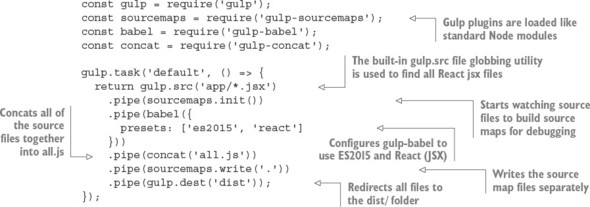 const gulp = require('gulp');
const sourcemaps = require('gulp-sourcemaps');
const babel = require('gulp-babel');
const concat = require('gulp-concat');
Gulp plugins are loaded like
standard Node modules
The built-in gulp.src file globbing utility
is used to find all React jsx files
gulp.task('default', () => {
  return gulp.src('app/*.jsx')
    .pipe(sourcemaps.init())
    .pipe(babel({
      presets: ['es2015', 'react']
    }))
    .pipe(concat('all.js'))
    .pipe(sourcemaps.write('.'))
    .pipe(gulp.dest('dist'));
});
Starts watching source
files to build source
maps for debugging
Concats all of
the source
files together
into all.js
Configures gulp-babel to
use ES2015 and React (JSX)
Writes the source
map files separately
Redirects all files to
the dist/ folder